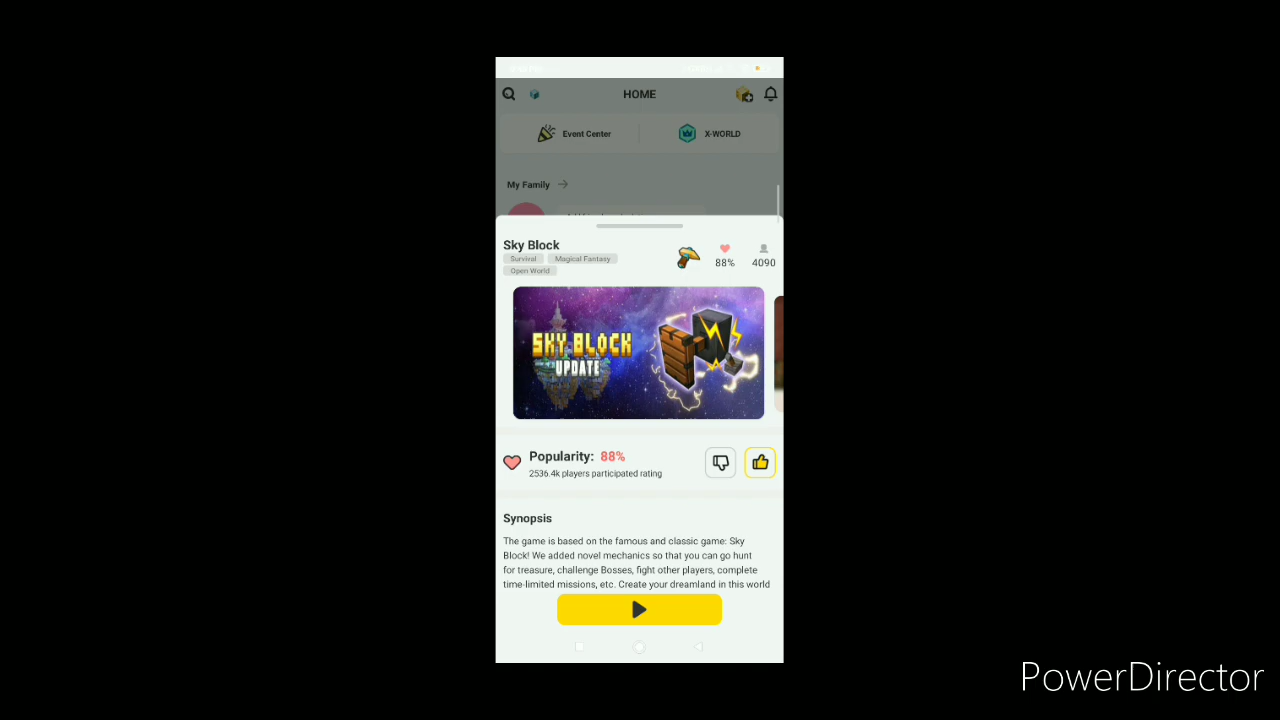 HOME
Event Center
X-WORLD
My Family
Sky Block
88%
4090
Survival
Magical Fantasy
Open World
SKY BLOCK
UPDATE
Popularity: 88%
2536.4k players participated rating
Synopsis
The game is based on the famous and classic game: Sky
Block! We added novel mechanics so that you can go hunt
for treasure, challenge Bosses, fight other players, complete
time-limited missions, etc. Create your dreamland in this world
PowerDirector